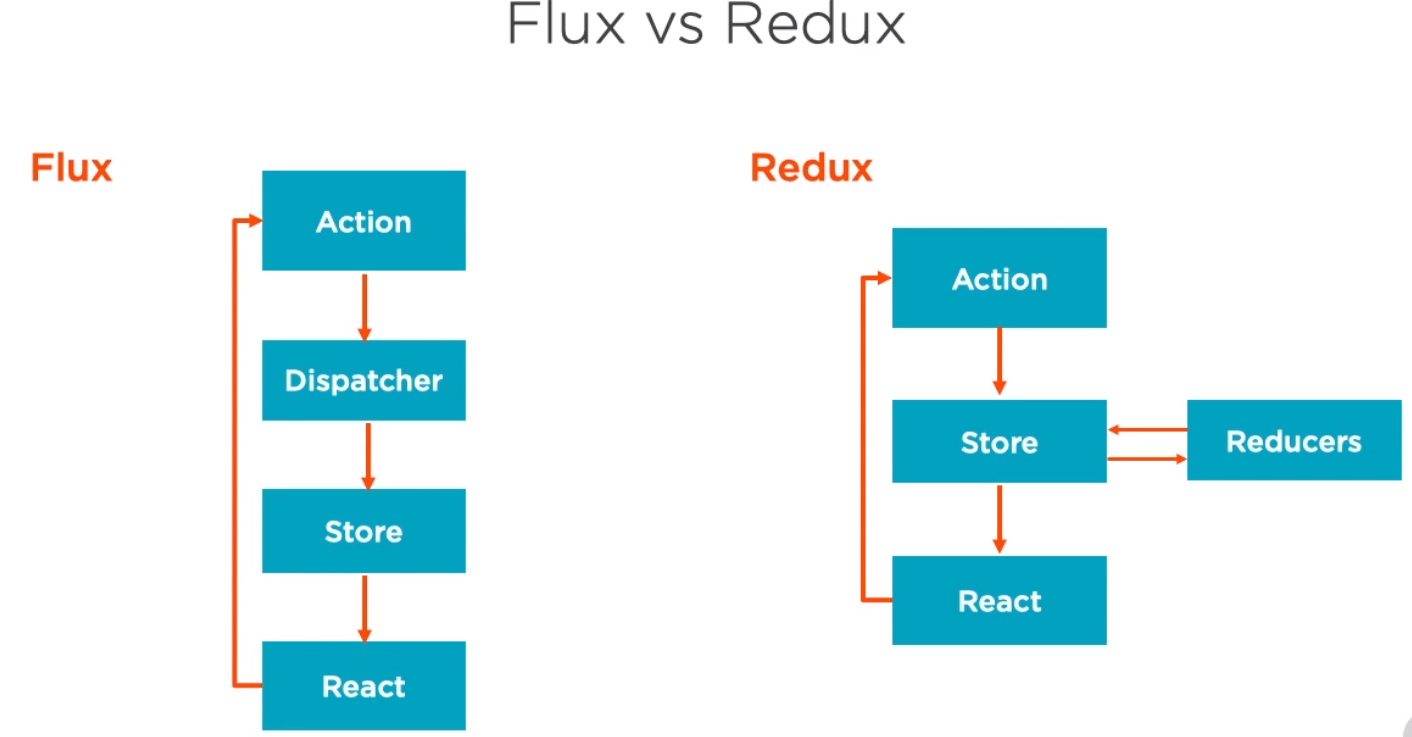 Flux vs Redux
Flux
Action
Dispatcher
Store
React
Redux
Action
Store
Reducers
React